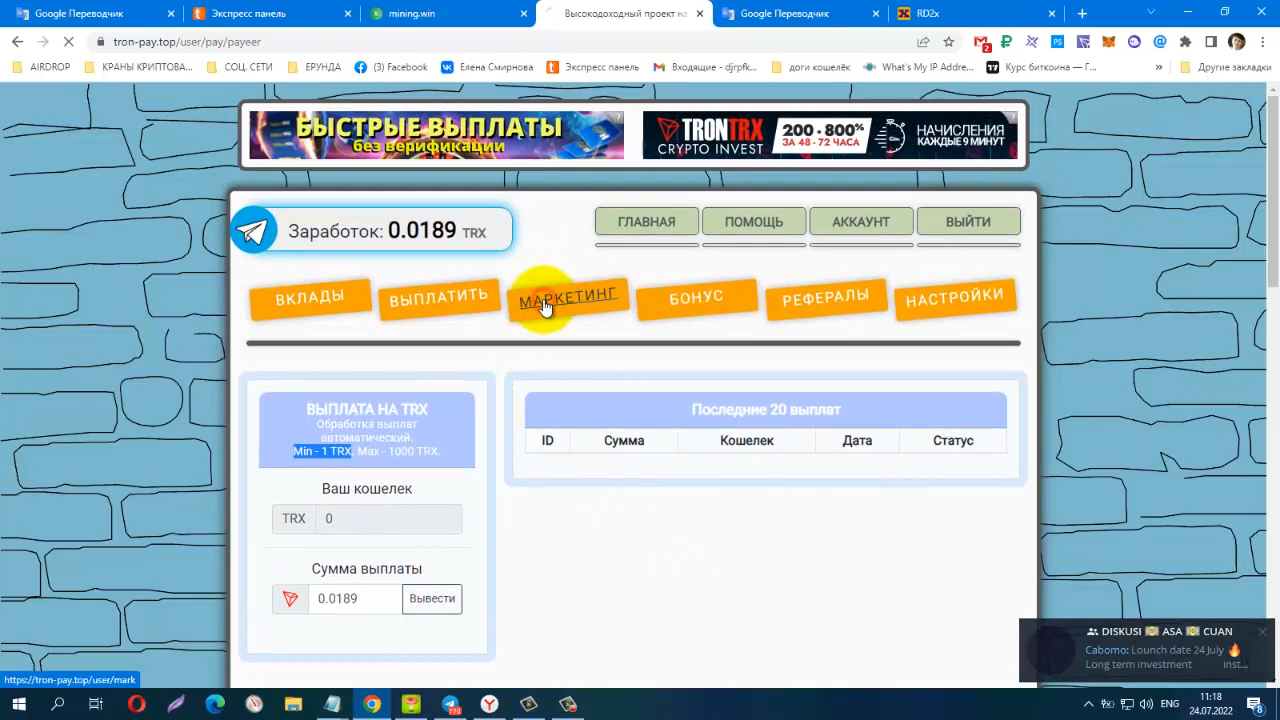 Google Переводчик
Экспресс панель
mining.win
Высокодоходный проект на
Google Переводчик
RD2x
tron-pay.top/user/pay/payeer
2
AIRDROP
КРАНЫ КРИПТОВА...
СОЦ. СЕТИ
ЕРУНДА
(3) Facebook
Елена Смирнова
Экспресс панель
Входящие - djrpfk...
доги кошелёк
What's My IP Addre...
Курс биткоина — Г...
Другие закладки
БЫСТРЫЕ ВЫПЛАТЫ
без верификации
TRONTRX
CRYPTO INVEST
200 - 800%
ЗА 48 - 72 ЧАСА
НАЧИСЛЕНИЯ
КАЖДЫЕ 9 МИНУТ
Заработок: 0.0189 TRX
ГЛАВНАЯ
ПОМОЩЬ
АККАУНТ
ВЫЙТИ
ВКЛАДЫ
ВЫПЛАТИТЬ
МАРКЕТИНГ
БОНУС
РЕФЕРАЛЫ
НАСТРОЙКИ
ВЫПЛАТА НА TRX
Обработка выплат
автоматический.
Min - 1 TRX, Max - 1000 TRX.
Ваш кошелек
TRX 0
Сумма выплаты
0.0189 Вывести
Последние 20 выплат
ID Сумма Кошелек Дата Статус
DISKUSI ASA CUAN
Cabomo: Lounch date 24 July
Long term investment inst...
https://tron-pay.top/user/mark
270
ENG
11:18
24.07.2022
8